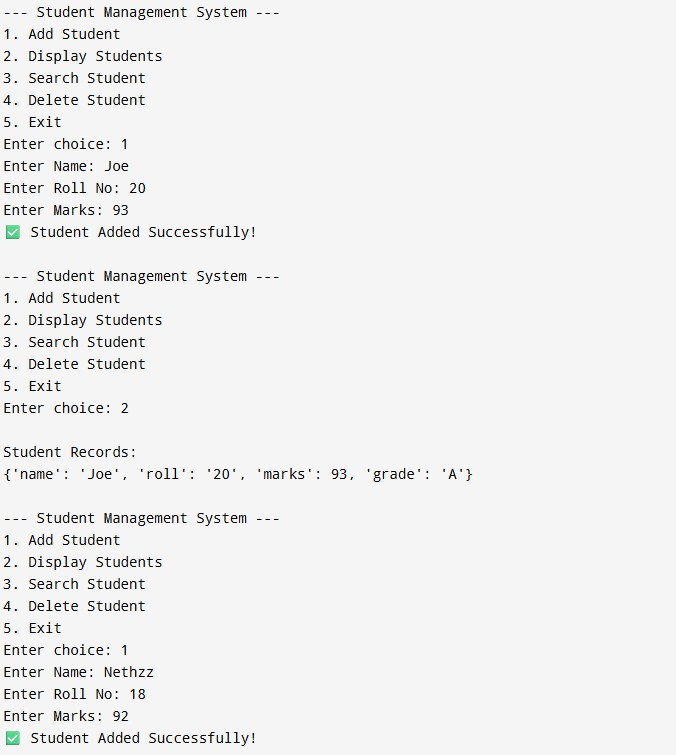 --- Student Management System ---
1. Add Student
2. Display Students
3. Search Student
4. Delete Student
5. Exit
Enter choice: 1
Enter Name: Joe
Enter Roll No: 20
Enter Marks: 93
✅ Student Added Successfully!

--- Student Management System ---
1. Add Student
2. Display Students
3. Search Student
4. Delete Student
5. Exit
Enter choice: 2

Student Records:
{'name': 'Joe', 'roll': '20', 'marks': 93, 'grade': 'A'}

--- Student Management System ---
1. Add Student
2. Display Students
3. Search Student
4. Delete Student
5. Exit
Enter choice: 1
Enter Name: Nethzz
Enter Roll No: 18
Enter Marks: 92
✅ Student Added Successfully!